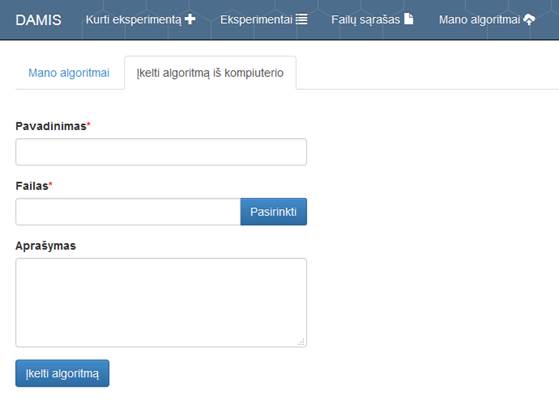 DAMIS Kurti eksperimentą Eksperimentai Failų sąrašas Mano algoritmai
Mano algoritmai Įkelti algoritmą iš kompiuterio
Pavadinimas*
Failas*
Pasirinkti
Aprašymas
Įkelti algoritmą